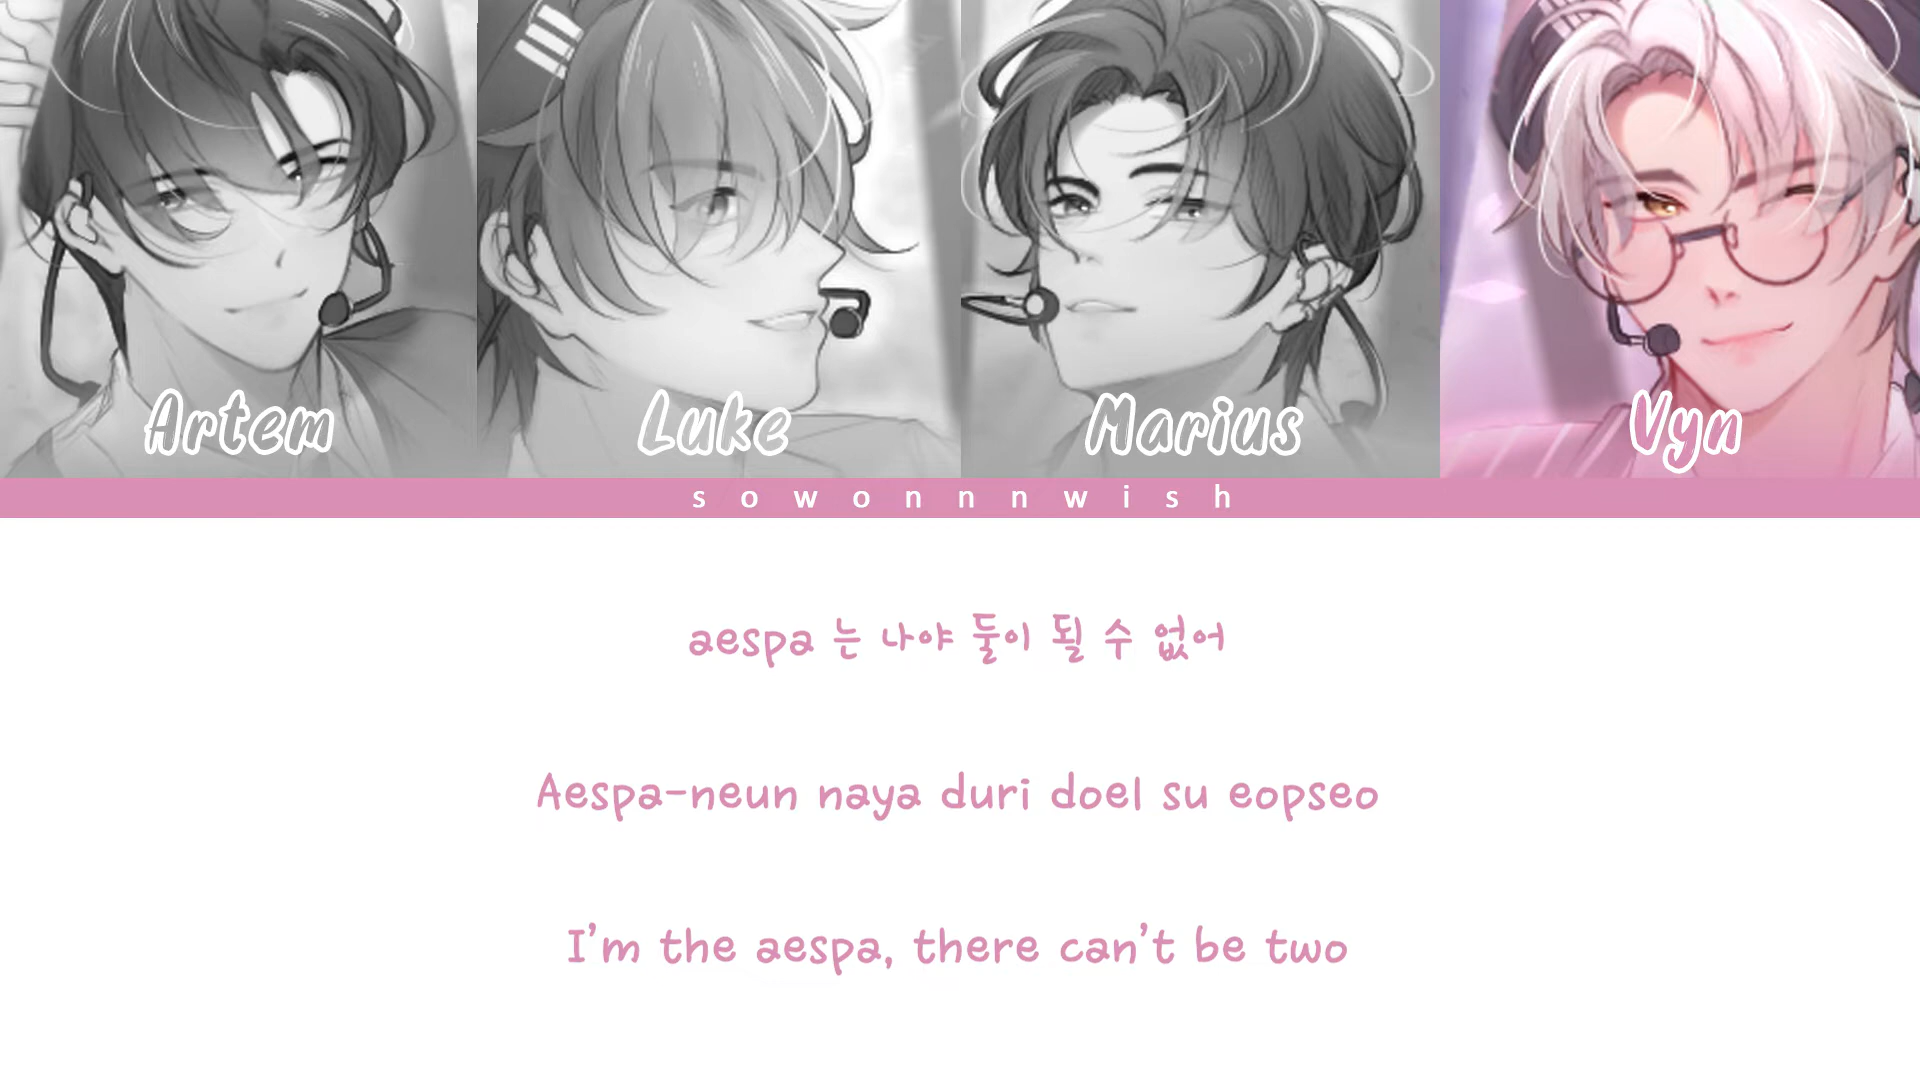 Artem
Luke
Marius
Vyn
sowonnnwish
aespa 는 나야 둘이 될 수 없어
Aespa-neun naya duri doel su eopseo
I'm the aespa, there can't be two